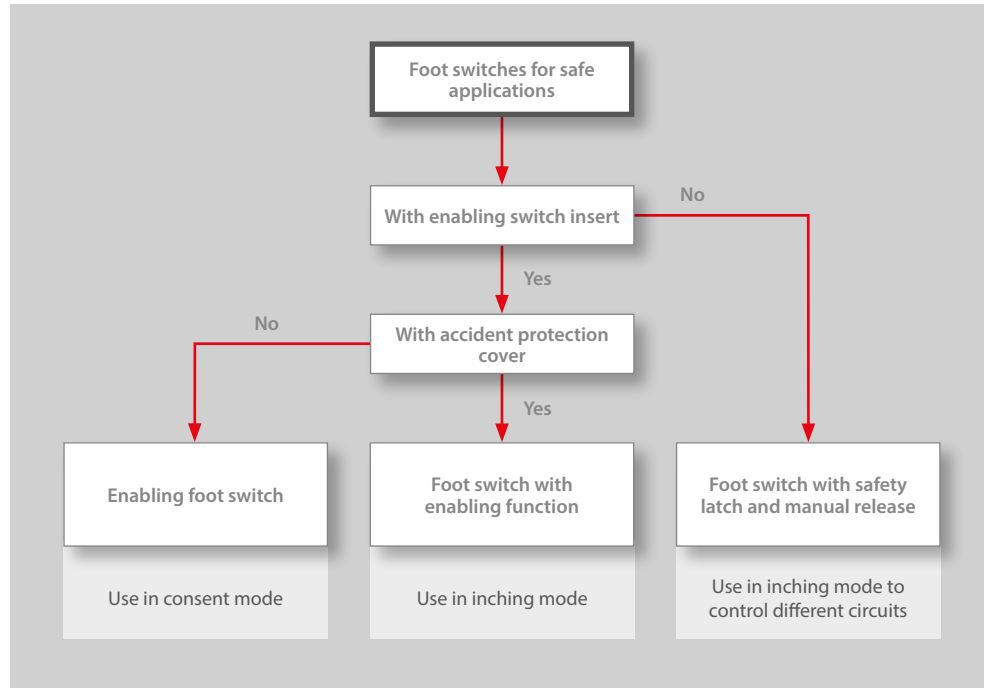 Foot switches for safe
applications
With enabling switch insert
No
Yes
No
With accident protection
cover
Yes
Enabling foot switch
Foot switch with
enabling function
Foot switch with safety
latch and manual release
Use in consent mode
Use in inching mode
Use in inching mode to
control different circuits